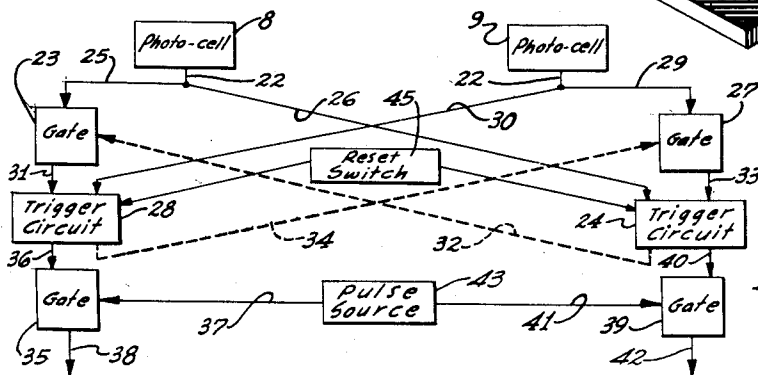 8
Photo-cell
9
Photo-cell
23
25
22
22
29
27
Gate
26
45
30
Gate
31
Reset
Switch
33
Trigger
Circuit
28
24
Trigger
Circuit
36
34
32
40
Gate
43
Pulse
Source
Gate
37
41
39
35
38
42